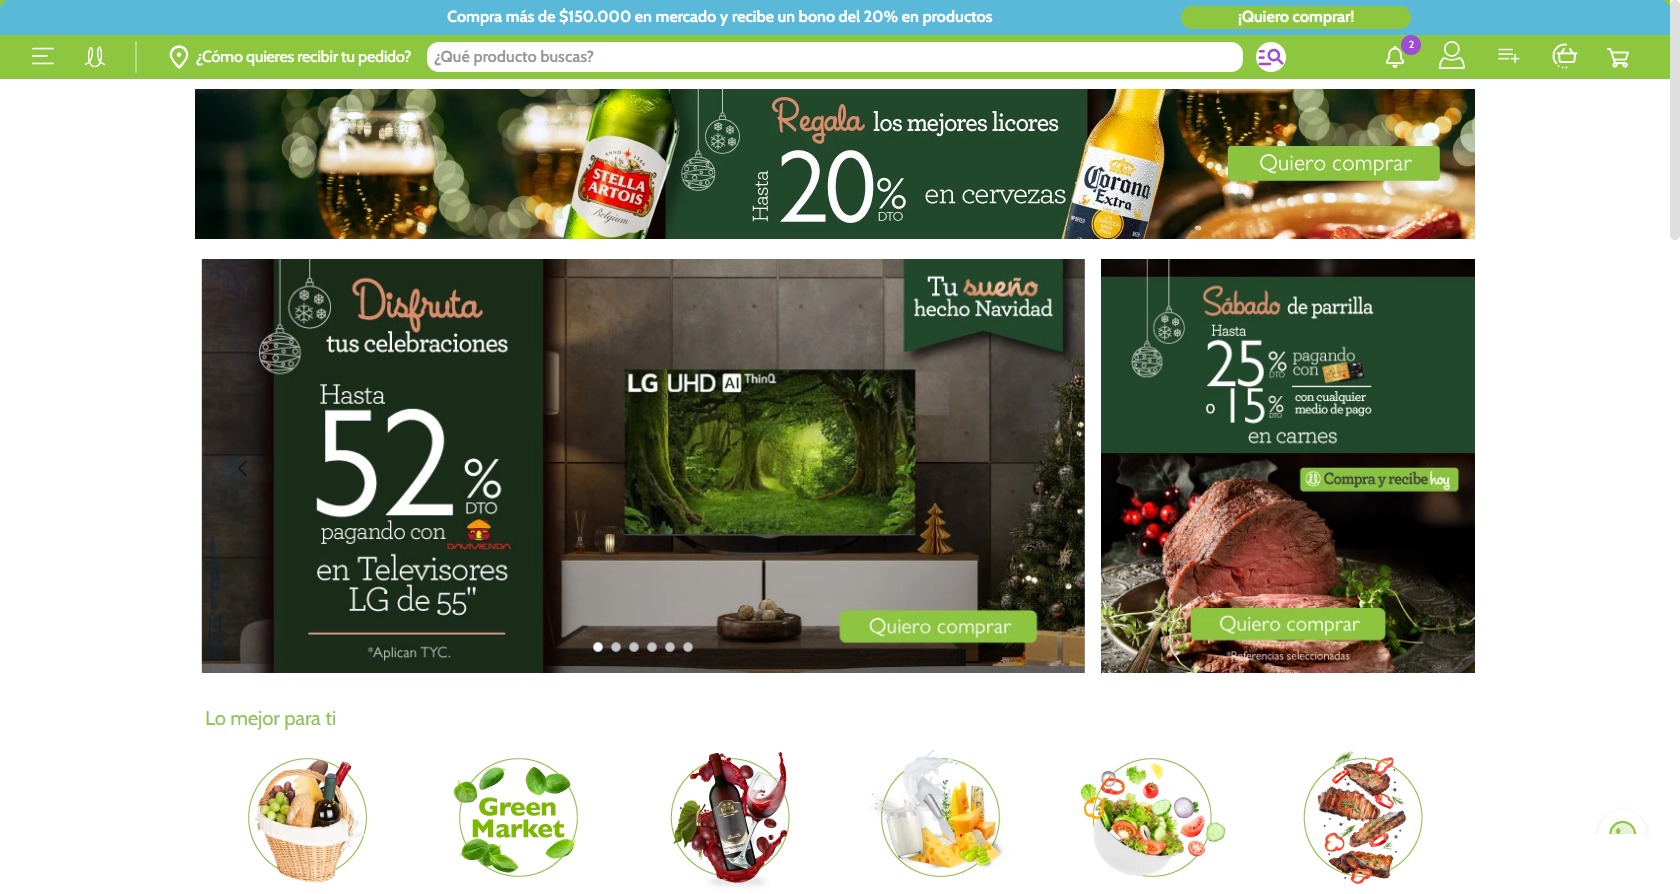 Compra más de $150.000 en mercado y recibe un bono del 20% en productos
¡Quiero comprar!
¿Cómo quieres recibir tu pedido?
¿Qué producto buscas?
2
ANNO 1366
STELLA
ARTOIS
Belgium
Regala los mejores licores
Hasta
20%
DTO
en cervezas
Corona
Extra
Quiero comprar
Disfruta
tus celebraciones
Hasta
52%
DTO
pagando con
DAVIVIENDA
en Televisores
LG de 55"
*Aplican TYC.
LG UHD AI ThinQ
Tu sueño
hecho Navidad
Quiero comprar
Sábado de parrilla
Hasta
25%
DTO
pagando
con
o 15%
DTO
con cualquier
medio de pago
en carnes
Compra y recibe hoy
Quiero comprar
*Referencias seleccionadas
Lo mejor para ti
Green
Market